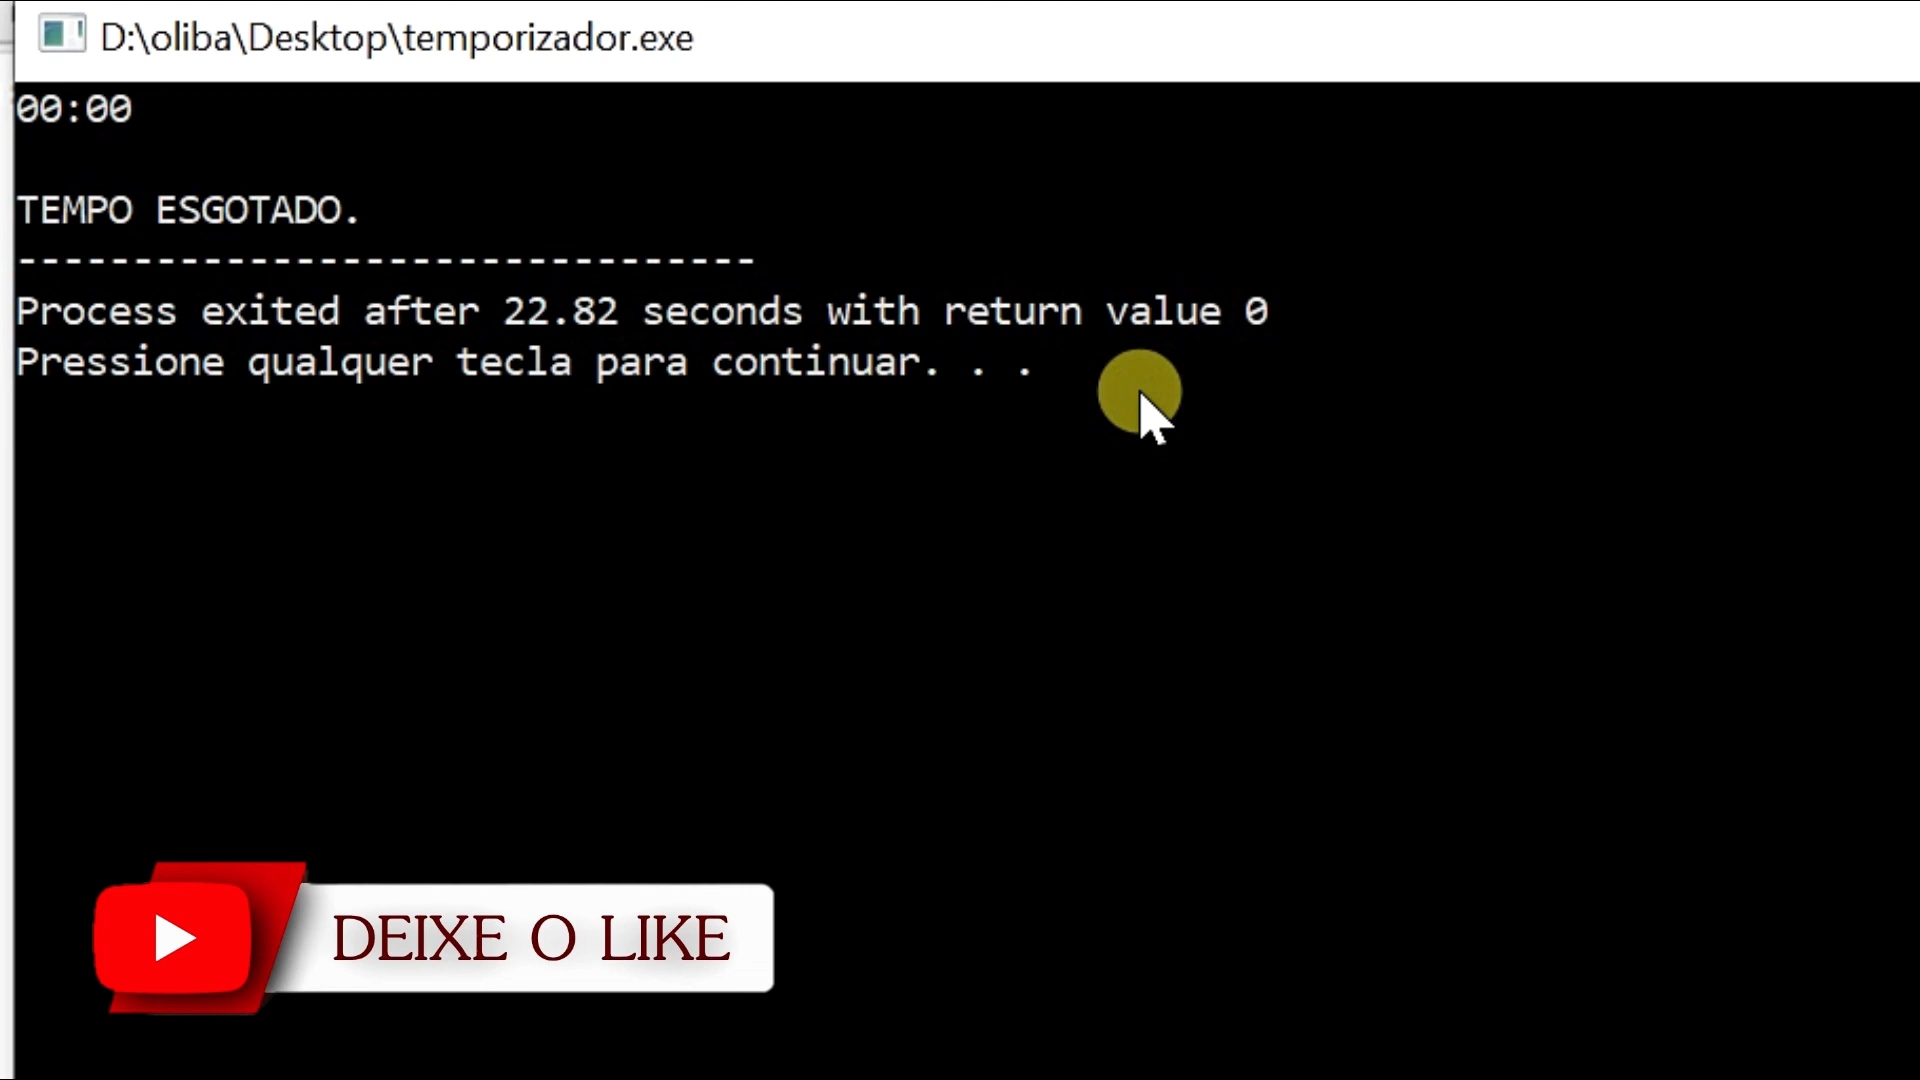 D:\oliba\Desktop\temporizador.exe
00:00
TEMPO ESGOTADO.
--------------------------------
Process exited after 22.82 seconds with return value 0
Pressione qualquer tecla para continuar. . .
DEIXE O LIKE